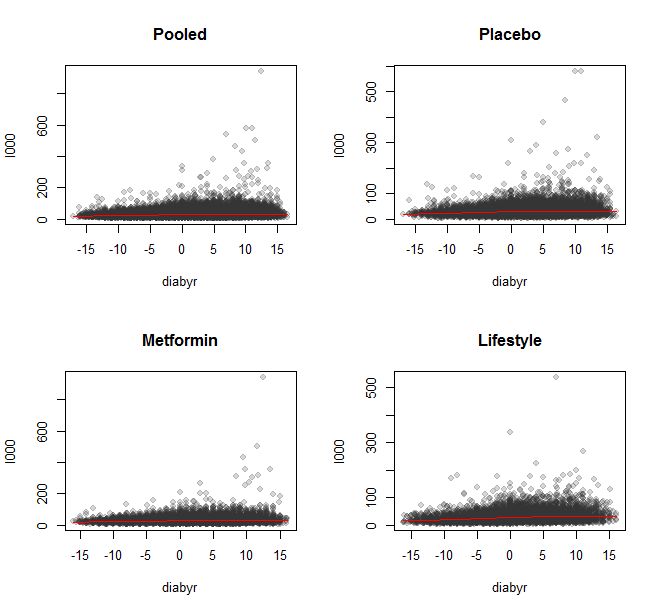 Pooled
I000
0 200 600
-15 -10 -5 0 5 10 15
diabyr
Placebo
I000
0 100 300 500
-15 -10 -5 0 5 10 15
diabyr
Metformin
I000
0 200 600
-15 -10 -5 0 5 10 15
diabyr
Lifestyle
I000
0 100 300 500
-15 -10 -5 0 5 10 15
diabyr